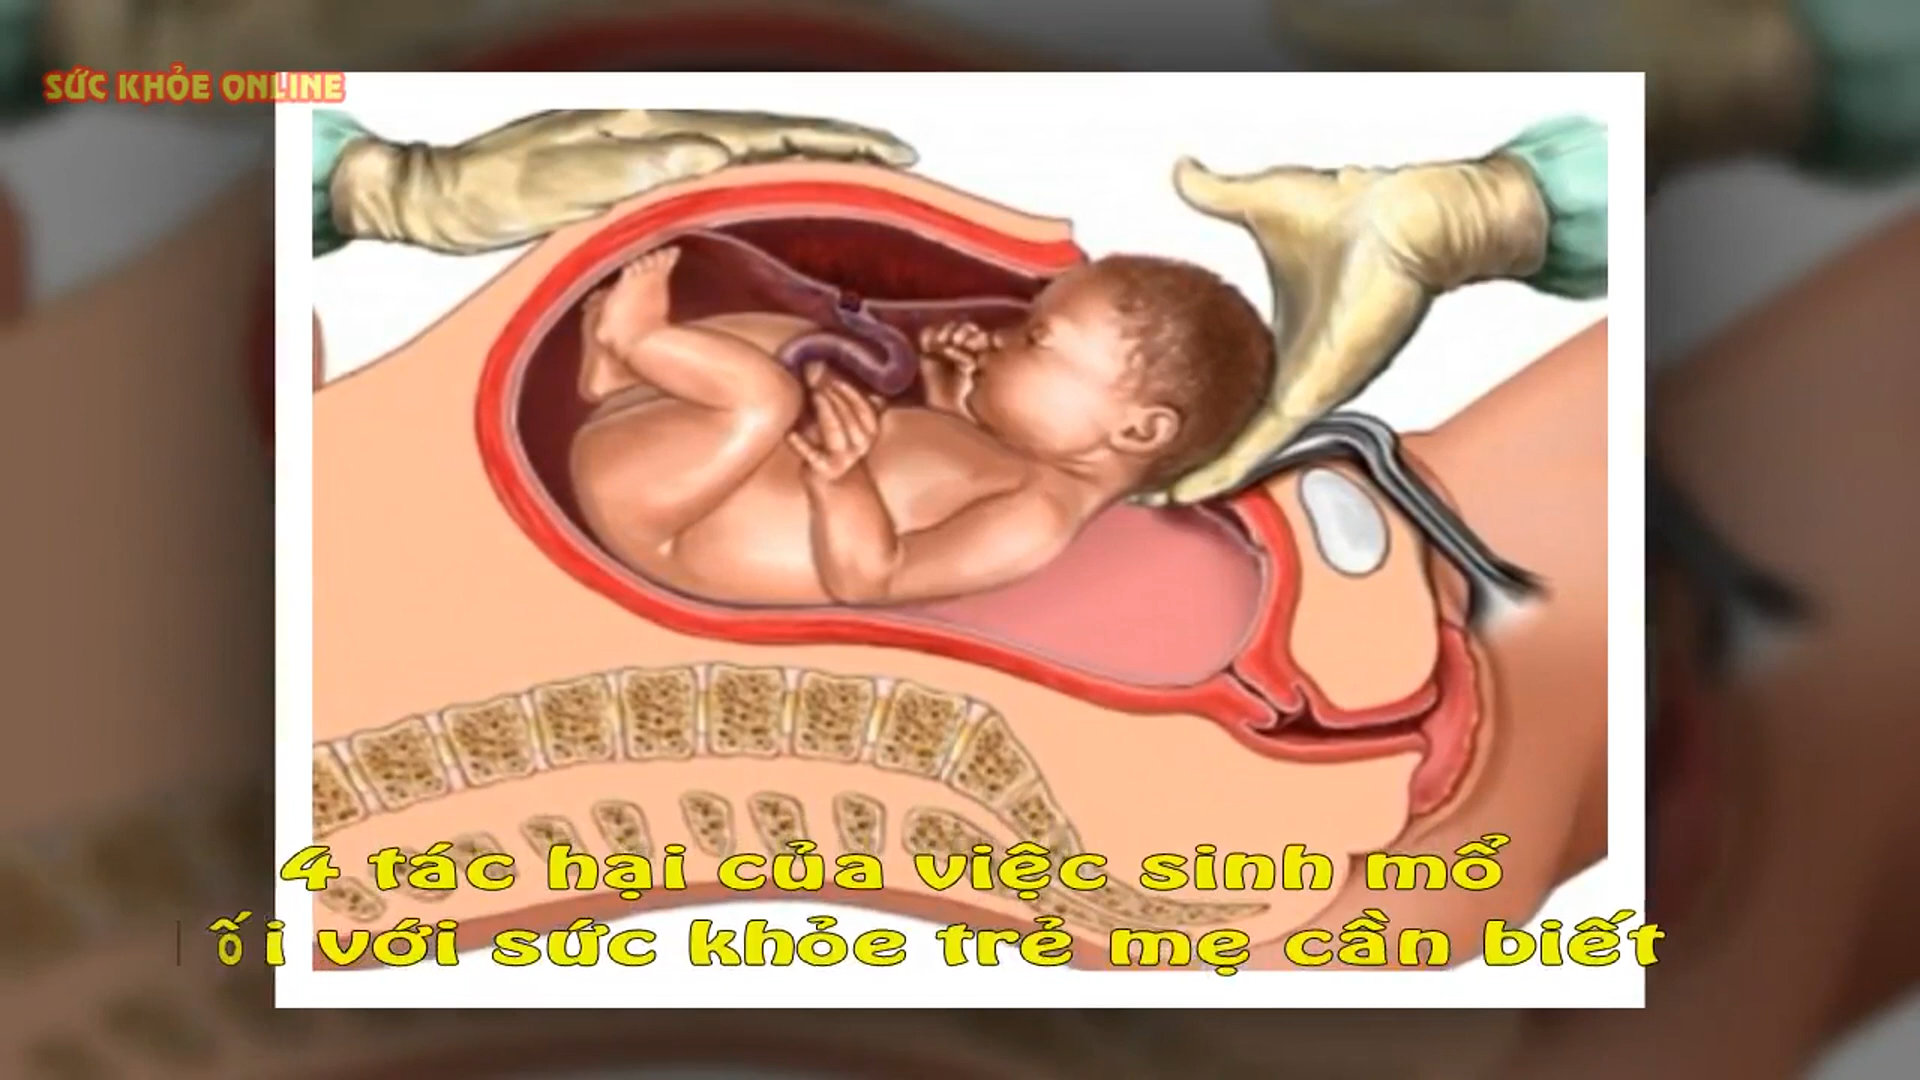 SỨC KHỎE ONLINE
4 tác hại của việc sinh mổ
ối với sức khỏe trẻ mẹ cần biết